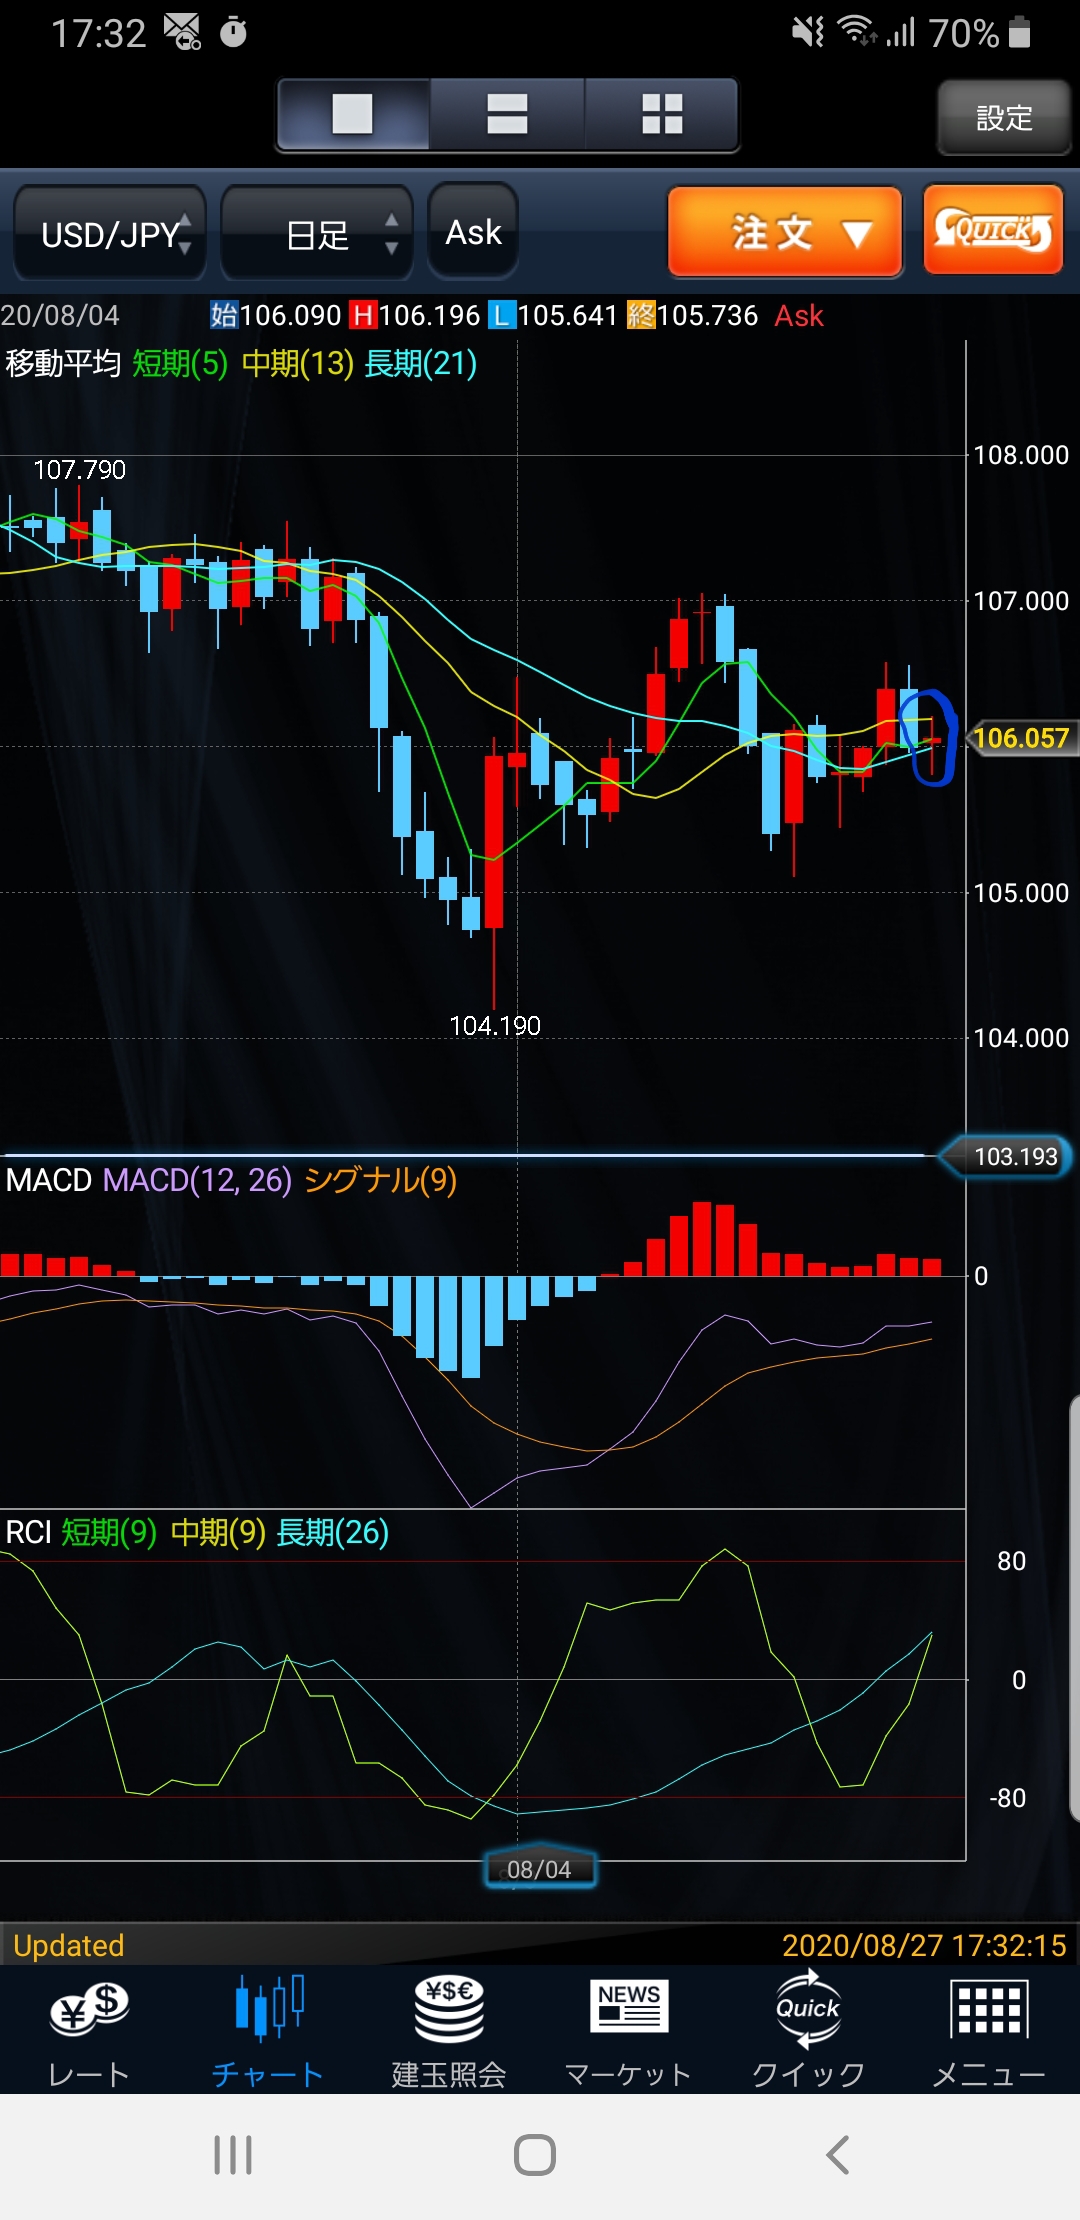 17:32 70%
設定
USD/JPY 日足 Ask 注文 ▼ QUICK
20/08/04 始106.090 H106.196 L105.641 終105.736 Ask
移動平均 短期(5) 中期(13) 長期(21)
108.000
107.790
107.000
106.057
105.000
104.190
104.000
103.193
MACD MACD(12, 26) シグナル(9)
0
RCI 短期(9) 中期(9) 長期(26)
80
0
-80
08/04
Updated 2020/08/27 17:32:15
¥$ ¥$€ NEWS Quick
レート チャート 建玉照会 マーケット クイック メニュー